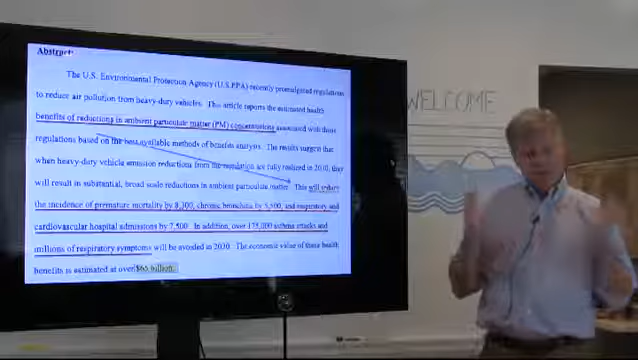 Abstract:
The U.S. Environmental Protection Agency (U.S.PPA) recently promulgated regulations
to reduce air pollution from heavy-duty vehicles. This article reports the estimated health
benefits of reductions in ambient particulate matter (PM) concentrations associated with those
regulations based on the best available methods of benefits analysis. The results suggest that
when heavy-duty vehicle emission reductions from the regulation are fully realized in 2030, they
will result in substantial, broad scale reductions in ambient particulate matter. This will reduce
the incidence of premature mortality by 8,300, chronic bronchitis by 5,500, and respiratory and
cardiovascular hospital admissions by 7,500. In addition, over 175,000 asthma attacks and
millions of respiratory symptoms will be avoided in 2030. The economic value of these health
benefits is estimated at over $65 billion.
WELCOME